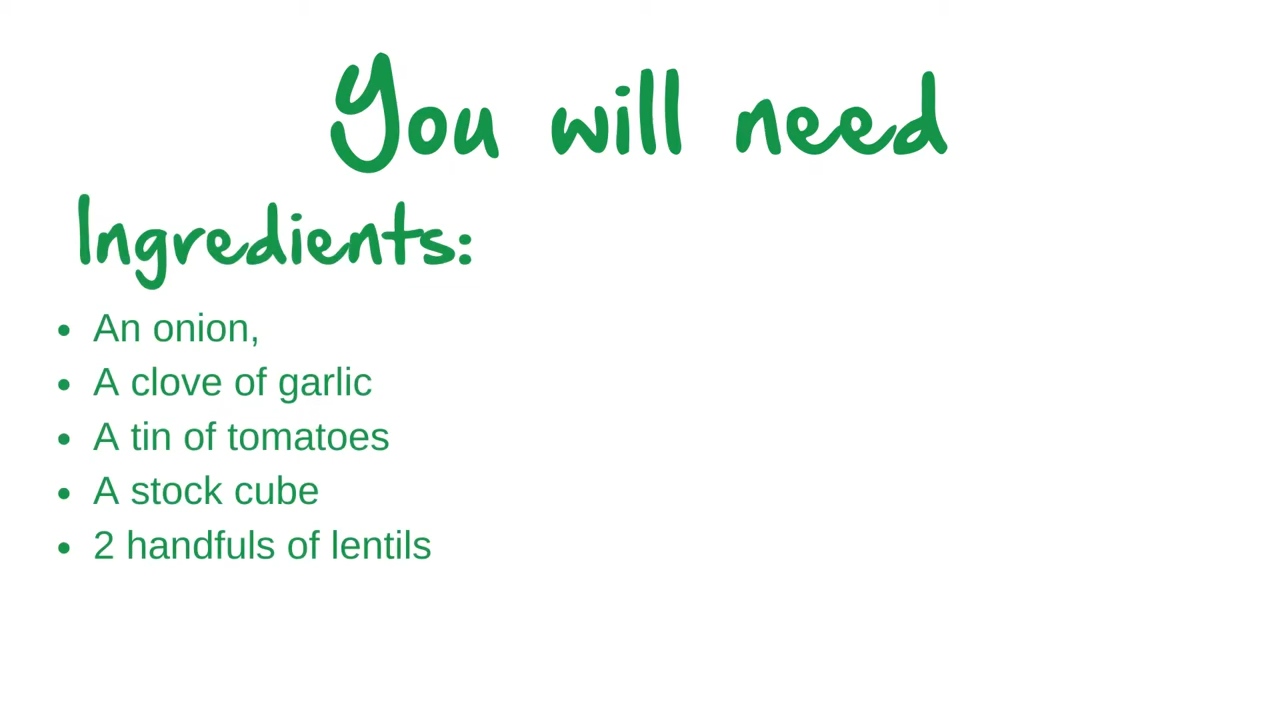 You will need
Ingredients:
• An onion,
• A clove of garlic
• A tin of tomatoes
• A stock cube
• 2 handfuls of lentils